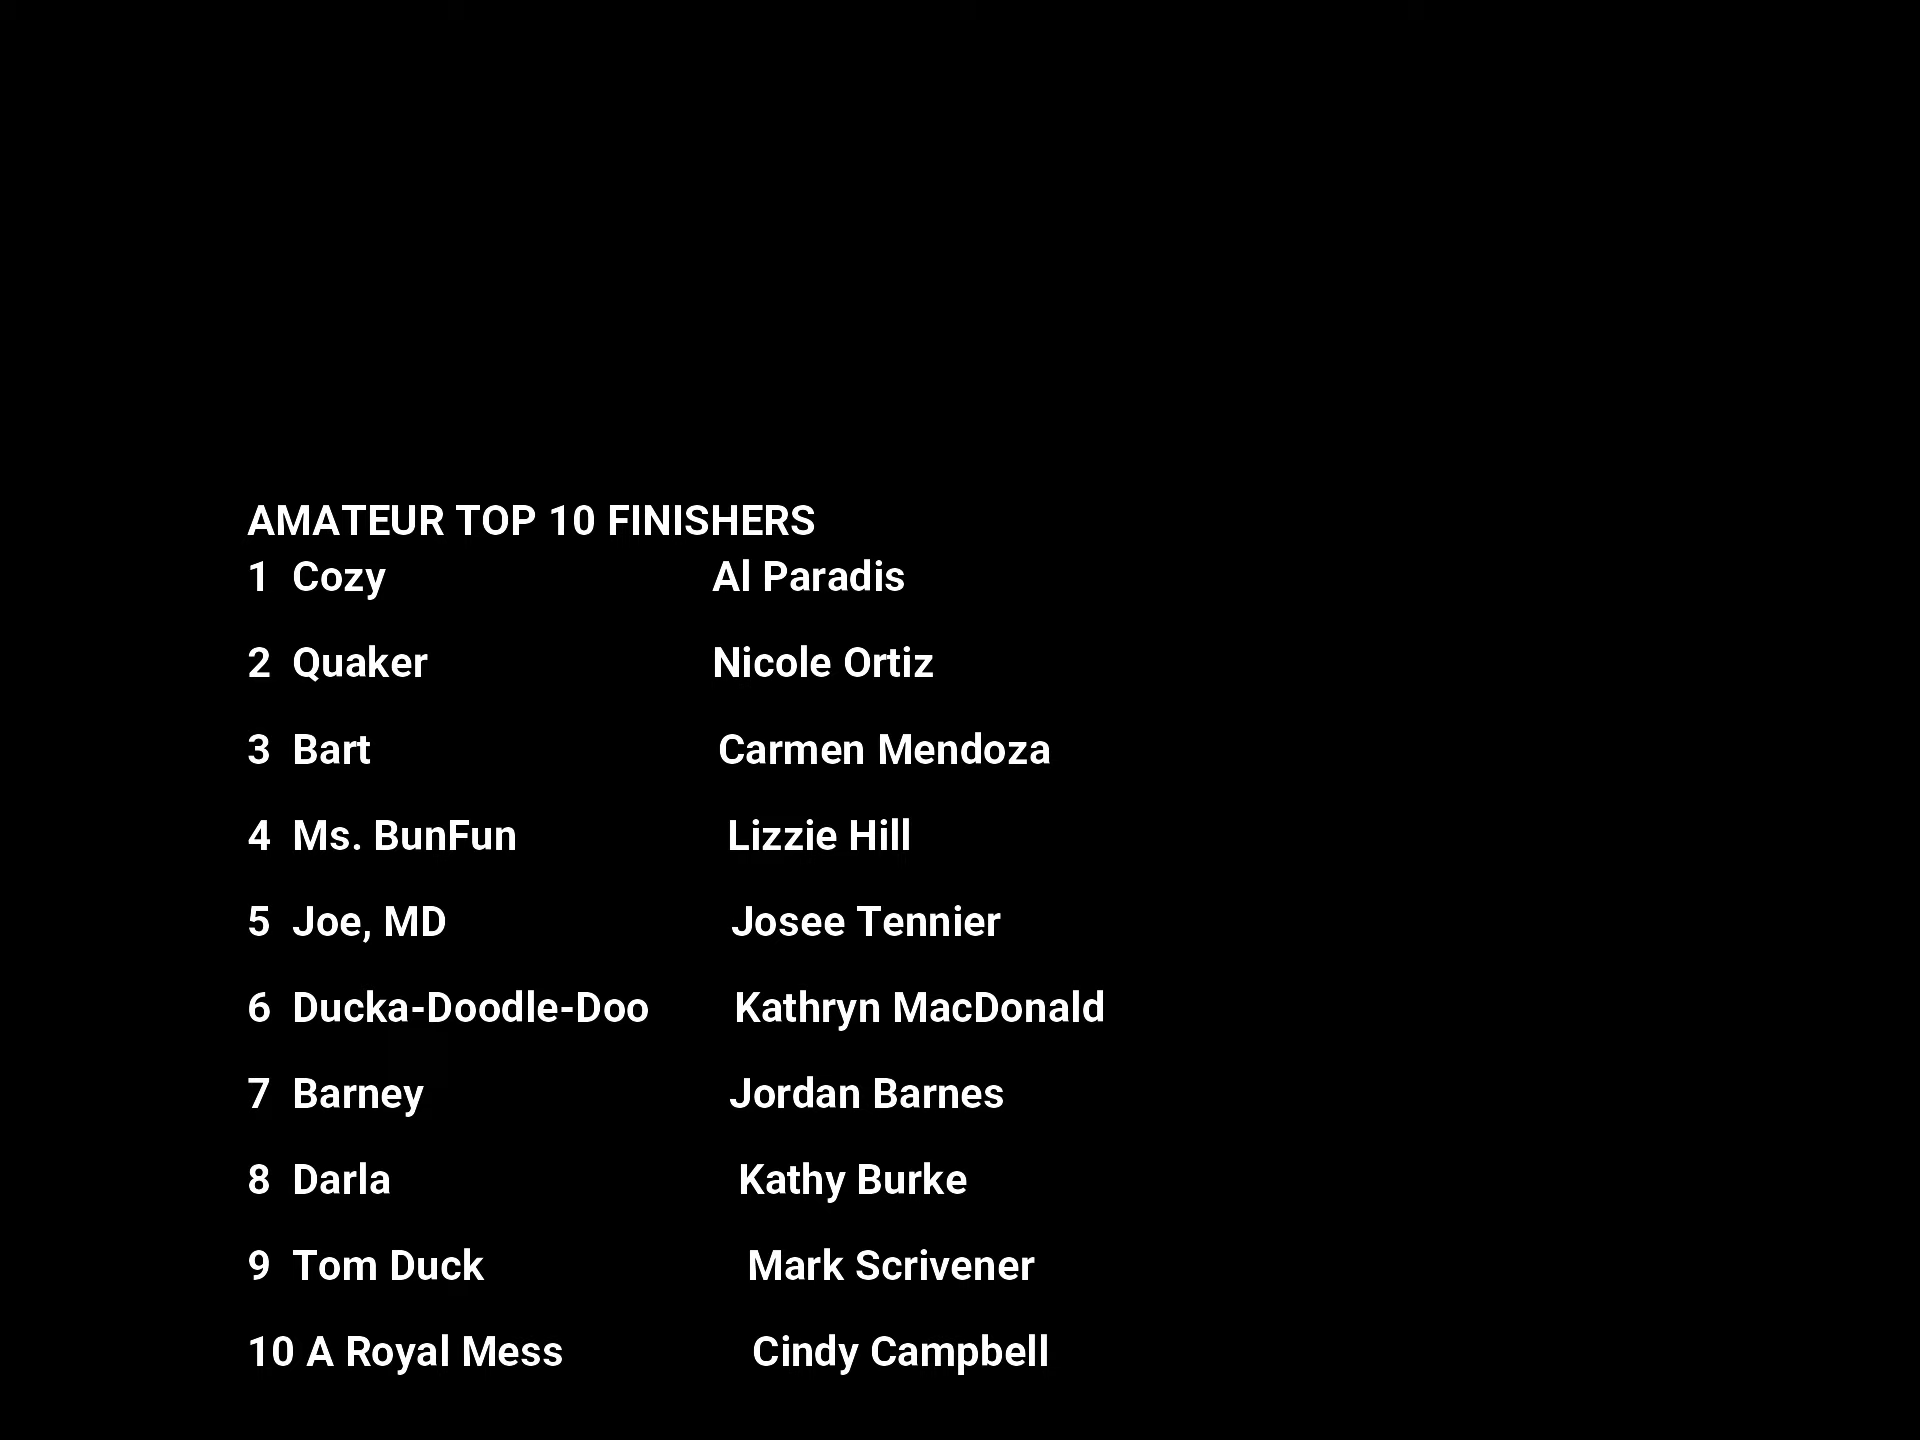 AMATEUR TOP 10 FINISHERS
1 Cozy Al Paradis
2 Quaker Nicole Ortiz
3 Bart Carmen Mendoza
4 Ms. BunFun Lizzie Hill
5 Joe, MD Josee Tennier
6 Ducka-Doodle-Doo Kathryn MacDonald
7 Barney Jordan Barnes
8 Darla Kathy Burke
9 Tom Duck Mark Scrivener
10 A Royal Mess Cindy Campbell